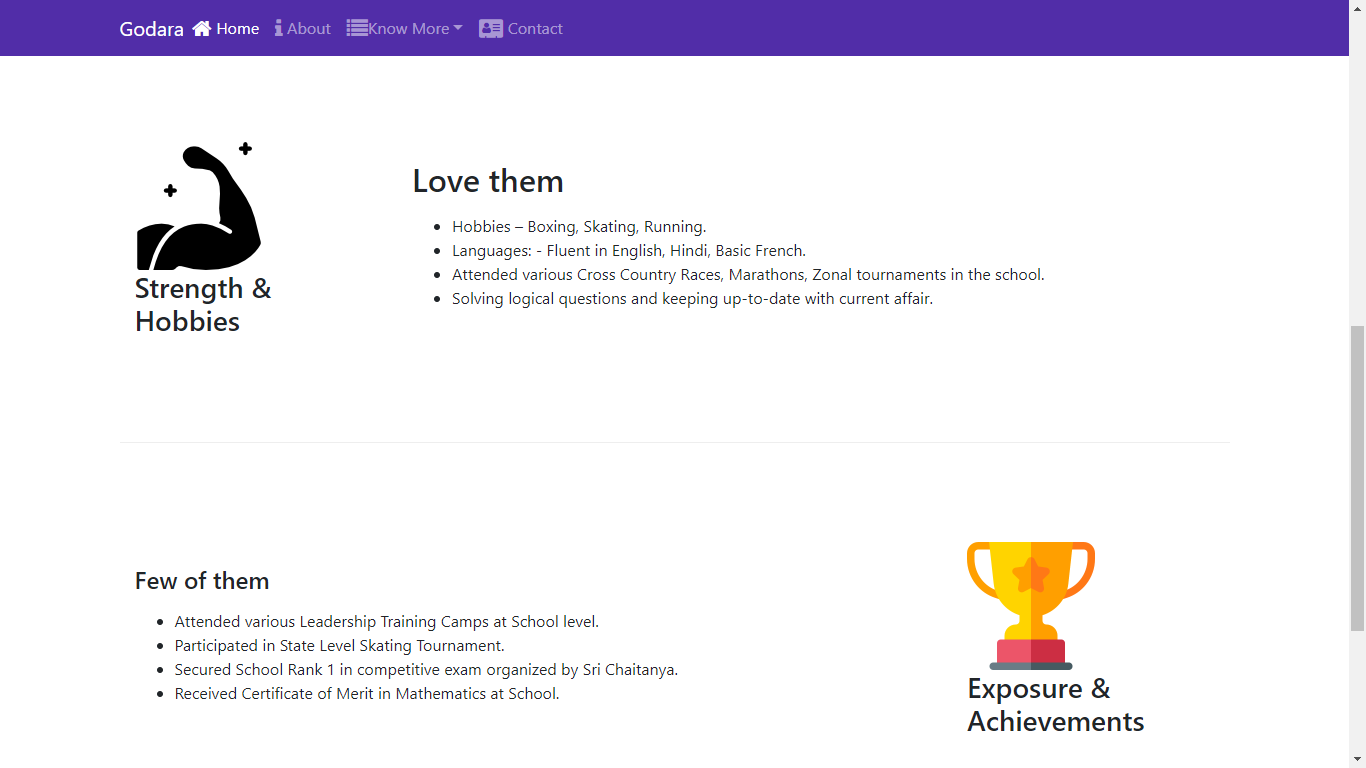 Godara Home About Know More Contact
Strength &
Hobbies
Love them
Hobbies – Boxing, Skating, Running.
Languages: - Fluent in English, Hindi, Basic French.
Attended various Cross Country Races, Marathons, Zonal tournaments in the school.
Solving logical questions and keeping up-to-date with current affair.
Few of them
Attended various Leadership Training Camps at School level.
Participated in State Level Skating Tournament.
Secured School Rank 1 in competitive exam organized by Sri Chaitanya.
Received Certificate of Merit in Mathematics at School.
Exposure &
Achievements